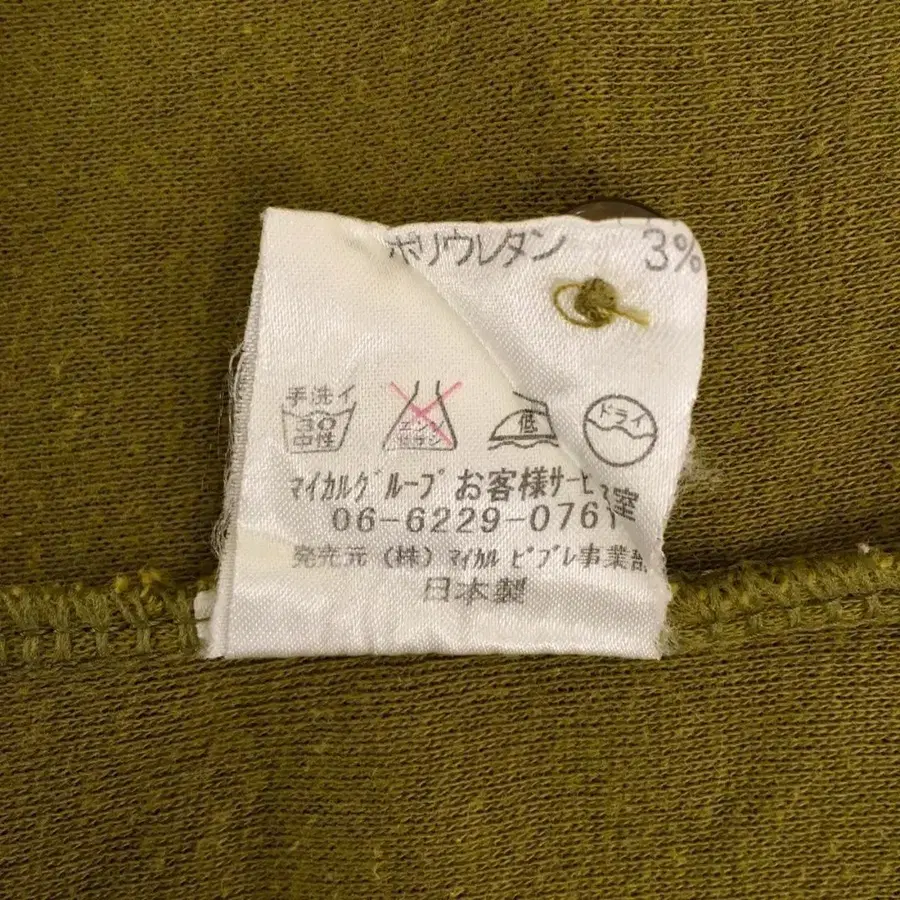 ポリウレタン 3%
手洗イ
30
中性
エンソ
サラシ
低
ドライ
マイカルグループ お客様サービ 室
06-6229-0761
発売元 (株) マイカル ビブレ事業部
日本製